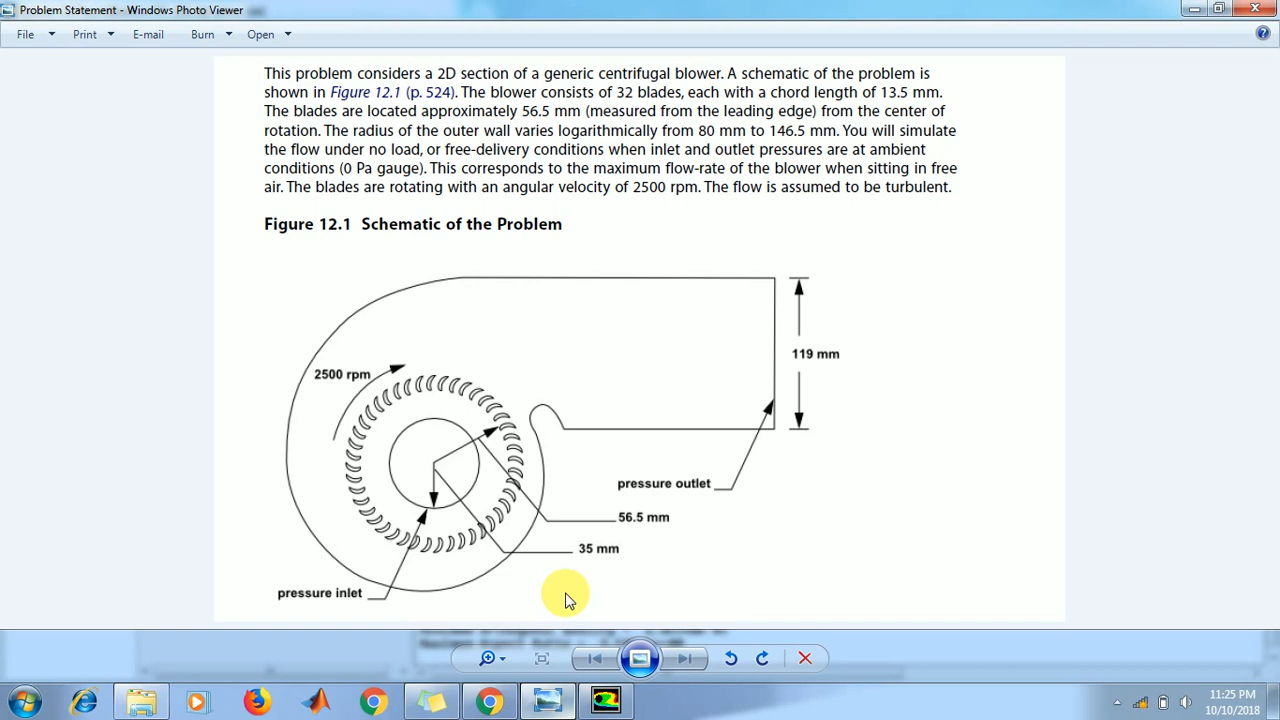 Problem Statement - Windows Photo Viewer
File Print E-mail Burn Open
This problem considers a 2D section of a generic centrifugal blower. A schematic of the problem is
shown in Figure 12.1 (p. 524). The blower consists of 32 blades, each with a chord length of 13.5 mm.
The blades are located approximately 56.5 mm (measured from the leading edge) from the center of
rotation. The radius of the outer wall varies logarithmically from 80 mm to 146.5 mm. You will simulate
the flow under no load, or free-delivery conditions when inlet and outlet pressures are at ambient
conditions (0 Pa gauge). This corresponds to the maximum flow-rate of the blower when sitting in free
air. The blades are rotating with an angular velocity of 2500 rpm. The flow is assumed to be turbulent.
Figure 12.1 Schematic of the Problem
119 mm
2500 rpm
pressure outlet
56.5 mm
35 mm
pressure inlet
11:25 PM
10/10/2018